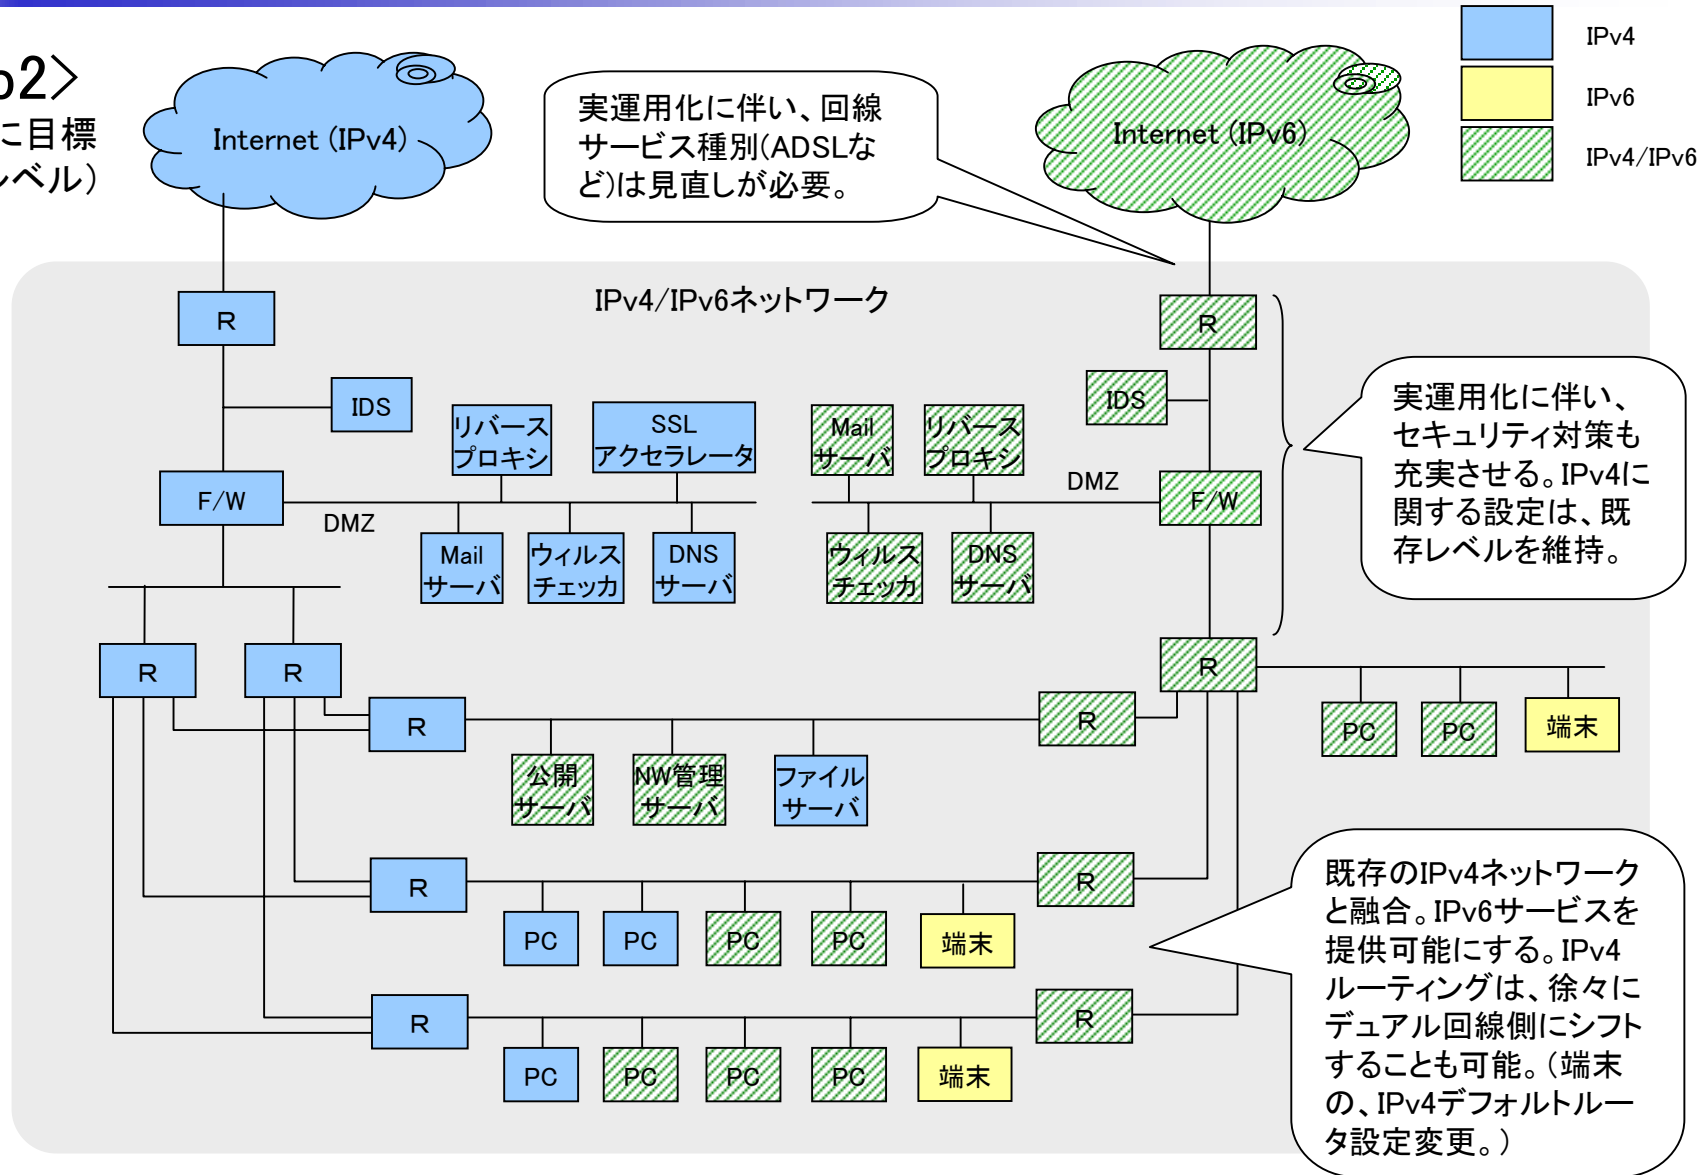 p2>
に目標
レベル)
Internet (IPv4)
実運用化に伴い、回線
サービス種別(ADSLな
ど)は見直しが必要。
Internet (IPv6)
IPv4
IPv6
IPv4/IPv6
IPv4/IPv6ネットワーク
R
R
IDS
IDS
リバース
プロキシ
SSL
アクセラレータ
Mail
サーバ
リバース
プロキシ
F/W
DMZ
DMZ
F/W
Mail
サーバ
ウィルス
チェッカ
DNS
サーバ
ウィルス
チェッカ
DNS
サーバ
実運用化に伴い、
セキュリティ対策も
充実させる。IPv4に
関する設定は、既
存レベルを維持。
R
R
R
R
R
公開
サーバ
NW管理
サーバ
ファイル
サーバ
PC
PC
端末
R
R
PC
PC
PC
PC
端末
R
R
PC
PC
PC
PC
端末
既存のIPv4ネットワーク
と融合。IPv6サービスを
提供可能にする。IPv4
ルーティングは、徐々に
デュアル回線側にシフト
することも可能。(端末
の、IPv4デフォルトルー
タ設定変更。)